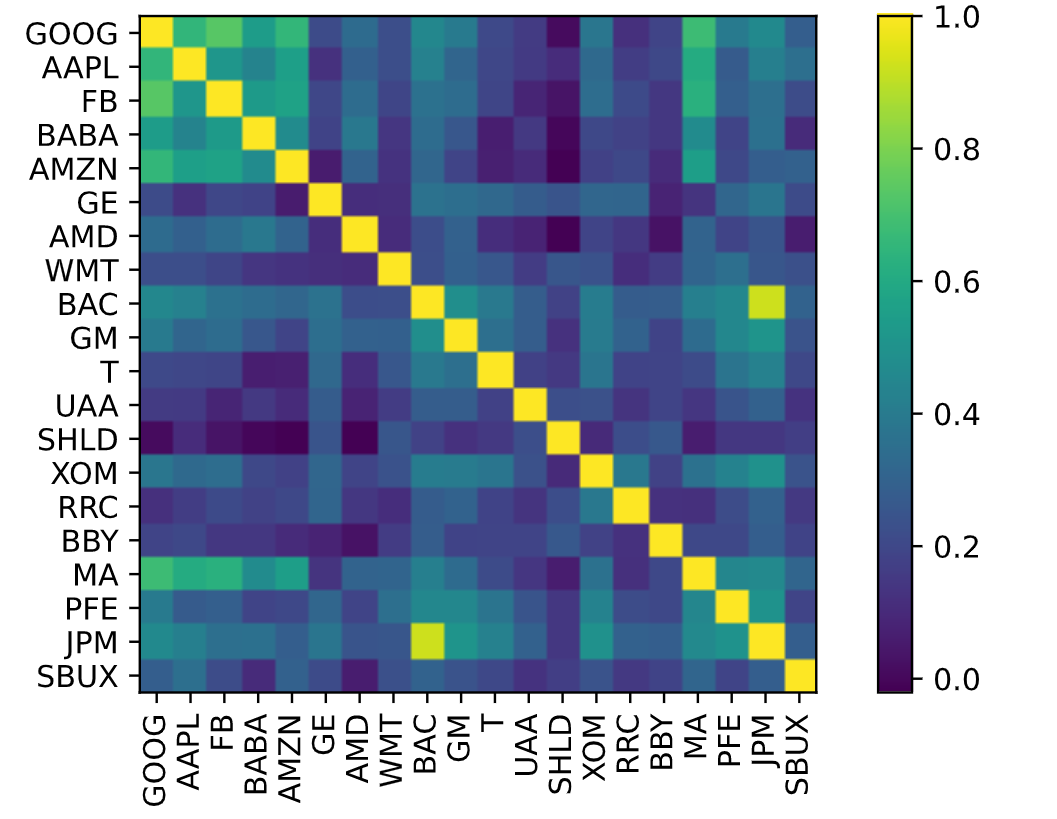 GOOG
AAPL
FB
BABA
AMZN
GE
AMD
WMT
BAC
GM
T
UAA
SHLD
XOM
RRC
BBY
MA
PFE
JPM
SBUX
GOOG AAPL FB BABA AMZN GE AMD WMT BAC GM T UAA SHLD XOM RRC BBY MA PFE JPM SBUX
1.0
0.8
0.6
0.4
0.2
0.0